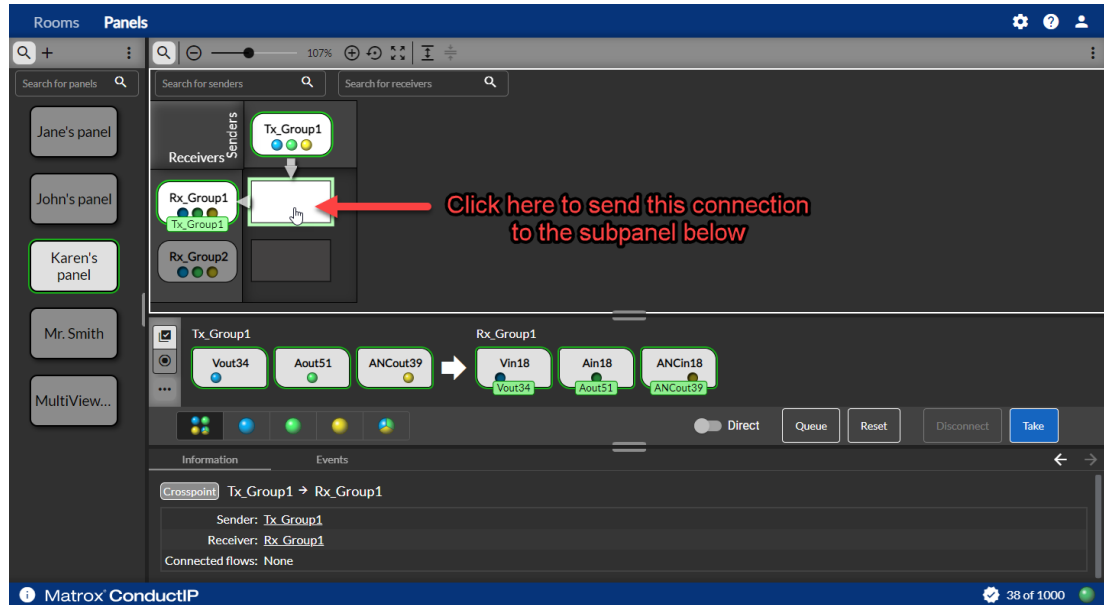 Rooms Panels
107%
Search for panels
Search for senders
Search for receivers
Jane's panel
John's panel
Karen's
panel
Mr. Smith
MultiView...
Senders
Receivers
Tx_Group1
Rx_Group1
Tx_Group1
Rx_Group2
Click here to send this connection
to the subpanel below
Tx_Group1
Rx_Group1
Vout34
Aout51
ANCout39
Vin18
Vout34
Ain18
Aout51
ANCin18
ANCout39
Direct
Queue
Reset
Disconnect
Take
Information
Events
Crosspoint Tx_Group1 → Rx_Group1
Sender: Tx_Group1
Receiver: Rx_Group1
Connected flows: None
Matrox® ConductIP
38 of 1000